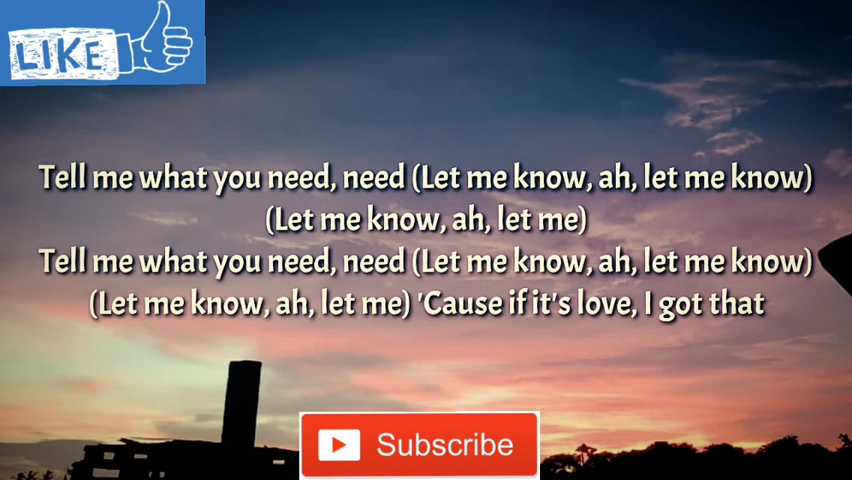 LIKE
Tell me what you need, need (Let me know, ah, let me know)
(Let me know, ah, let me)
Tell me what you need, need (Let me know, ah, let me know)
(Let me know, ah, let me) 'Cause if it's love, I got that
Subscribe